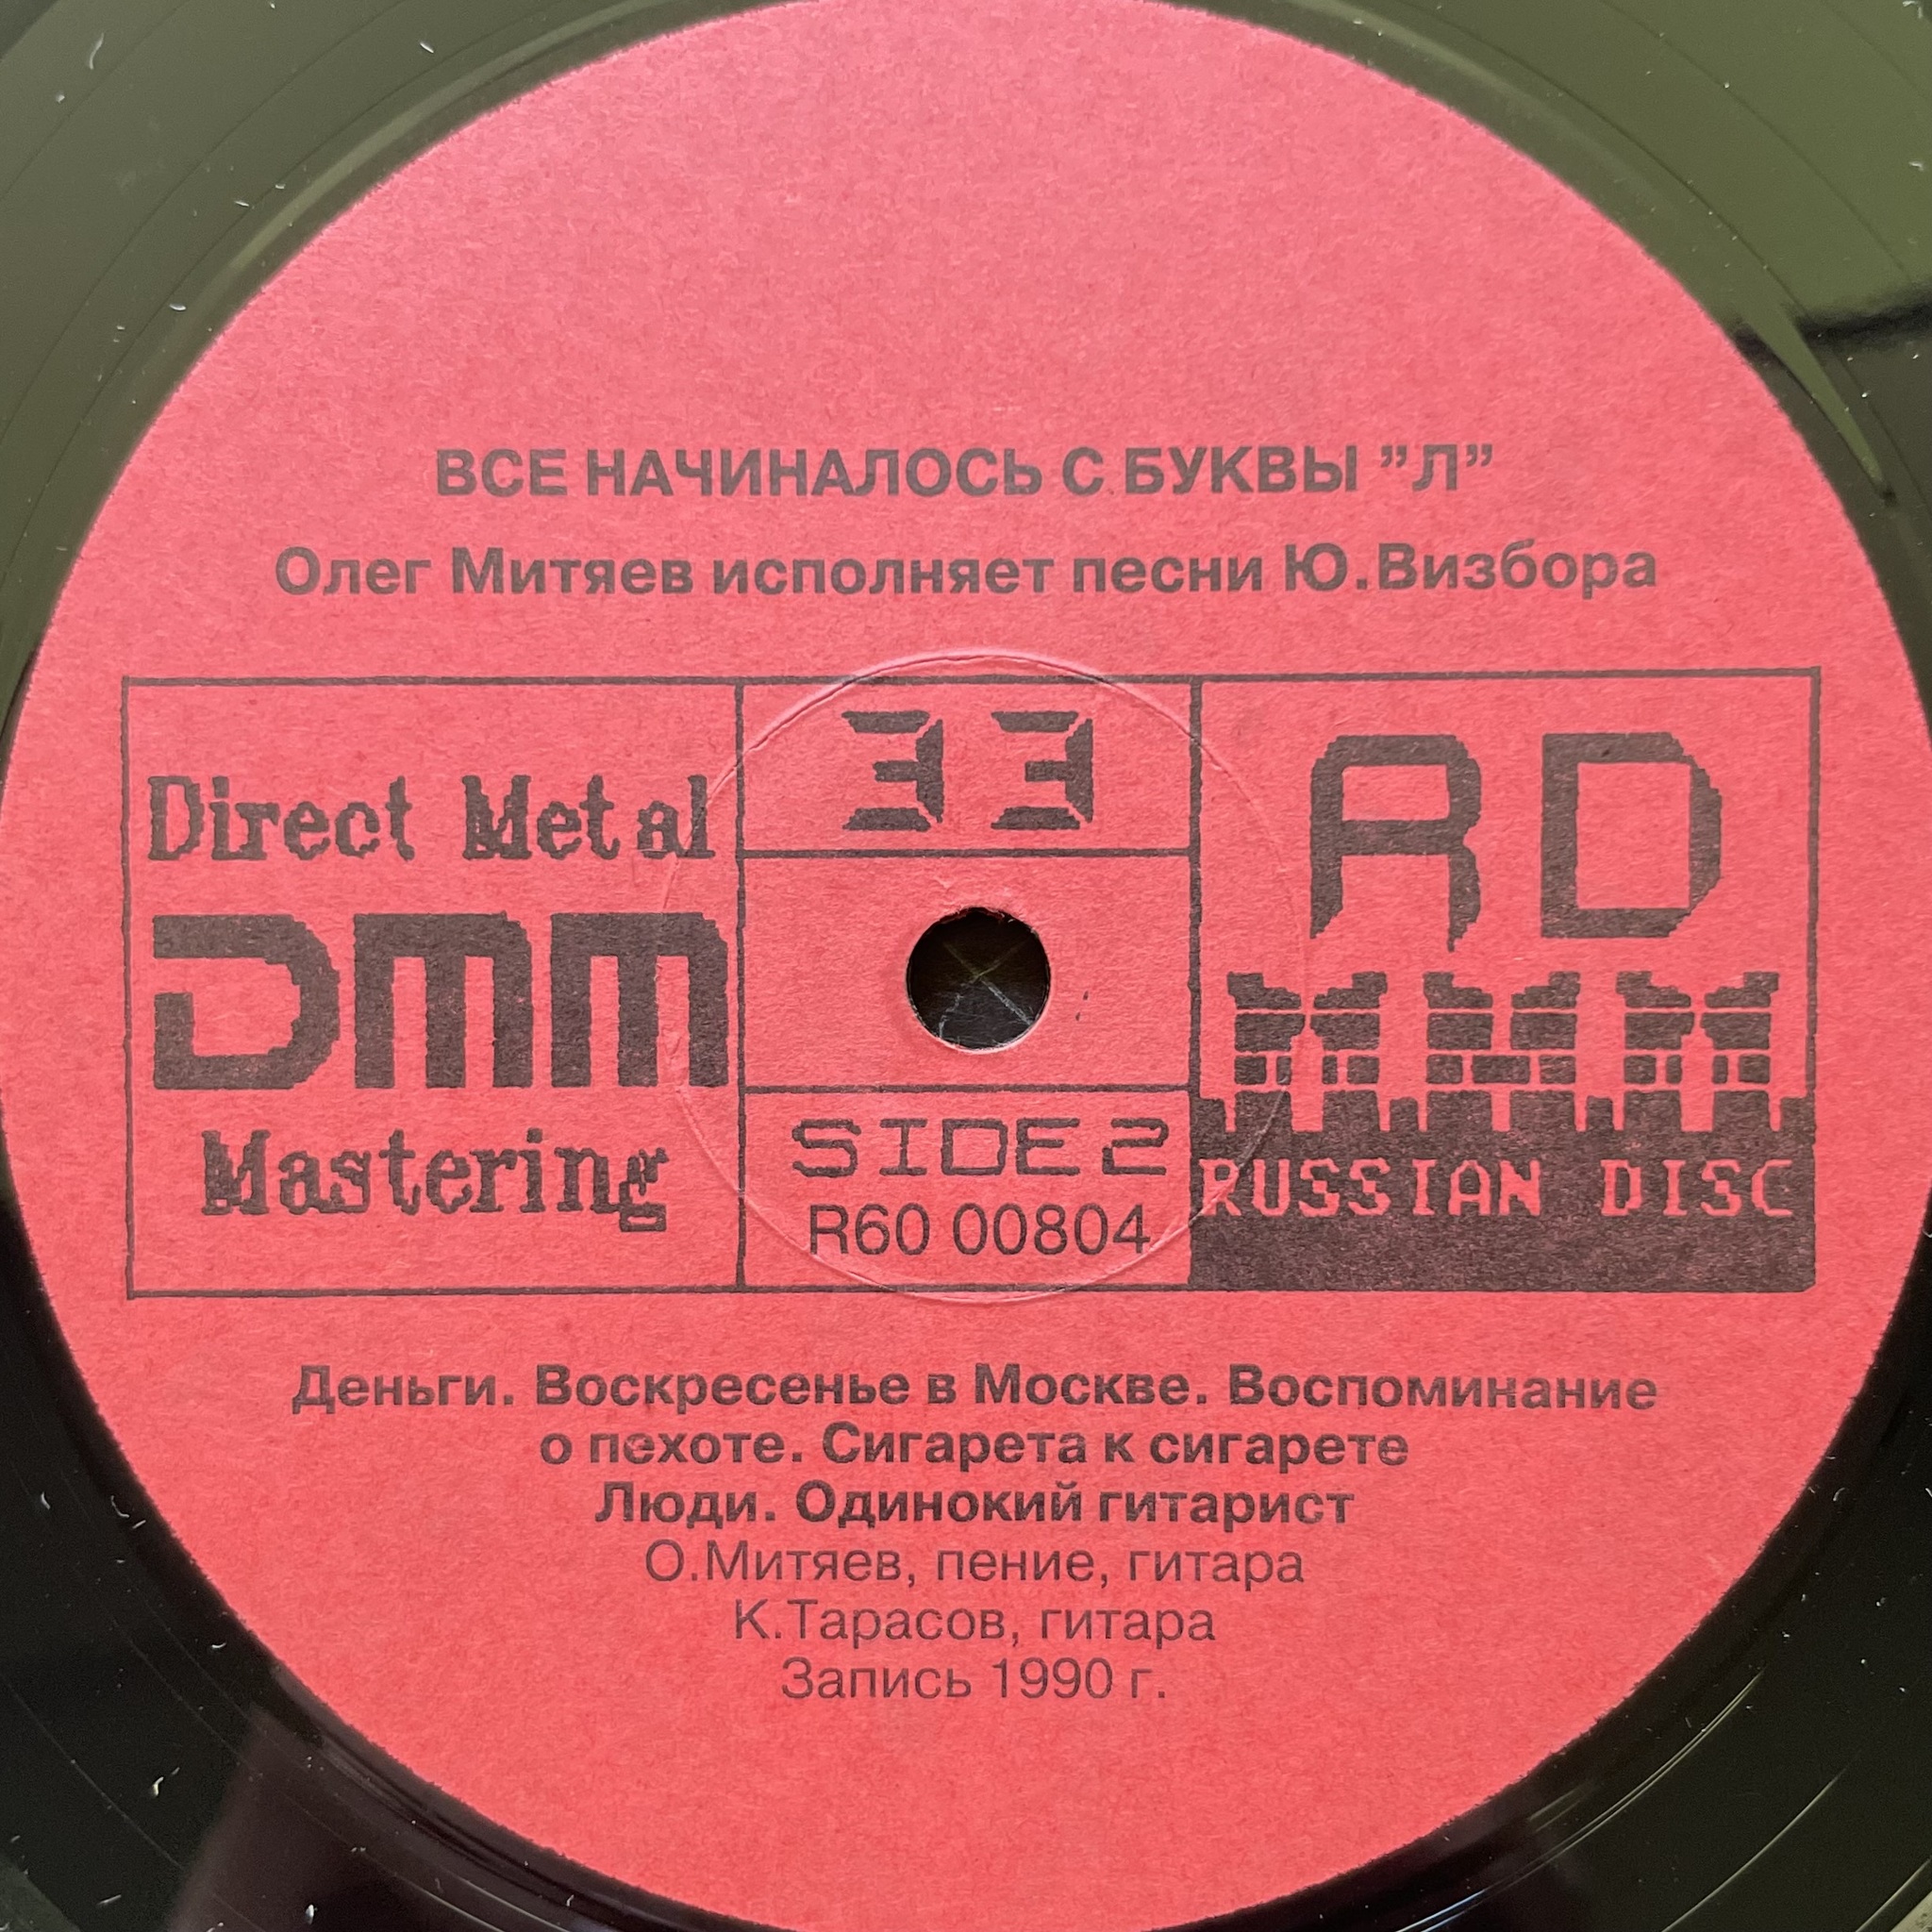 ВСЕ НАЧИНАЛОСЬ С БУКВЫ ”Л”
Олег Митяев исполняет песни Ю.Визбора
Direct Metal
DMM
Mastering
33
SIDE 2
R60 00804
RD
RUSSIAN DISC
Деньги. Воскресенье в Москве. Воспоминание
о пехоте. Сигарета к сигарете
Люди. Одинокий гитарист
О.Митяев, пение, гитара
К.Тарасов, гитара
Запись 1990 г.